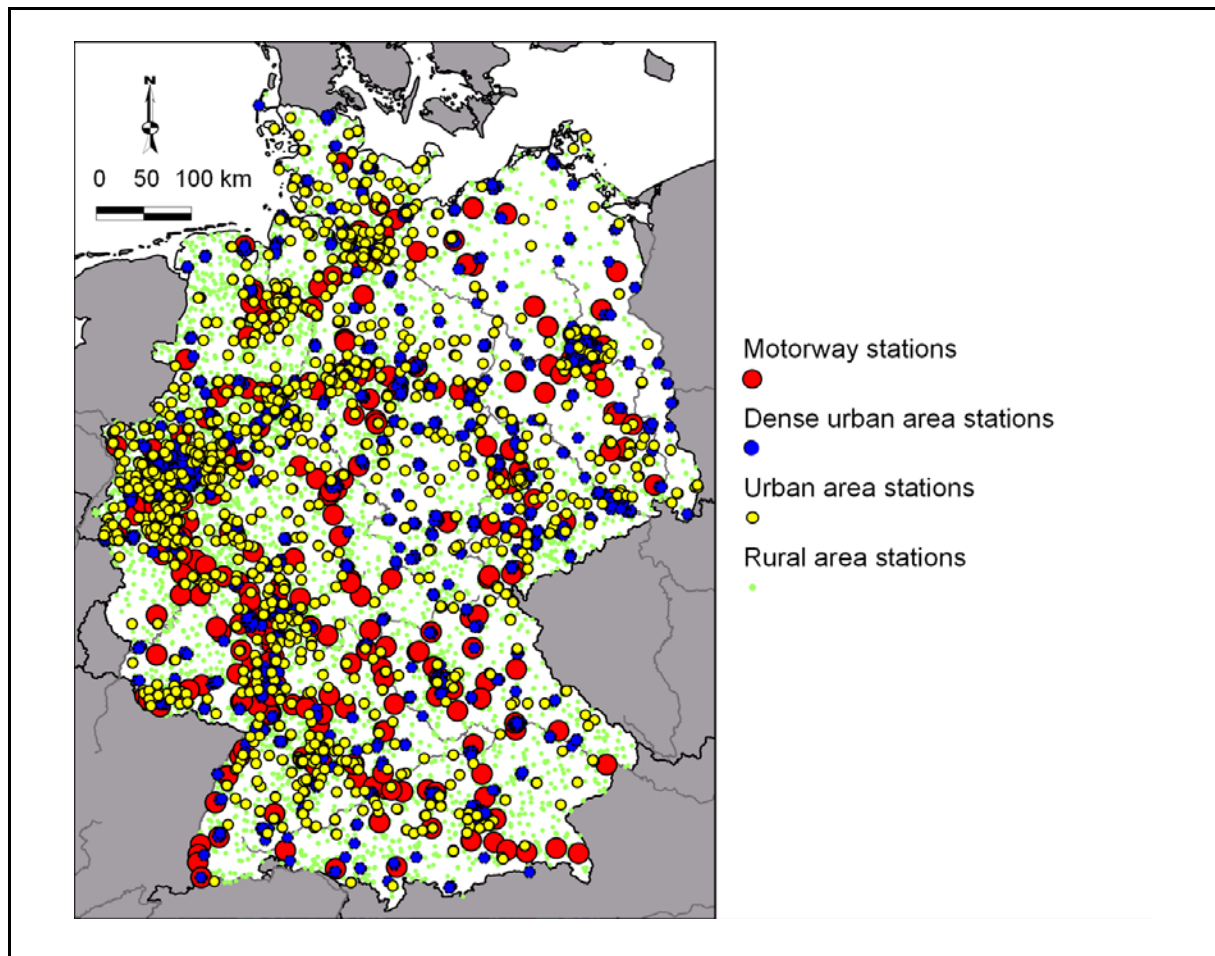 N
0 50 100 km
Motorway stations
Dense urban area stations
Urban area stations
Rural area stations